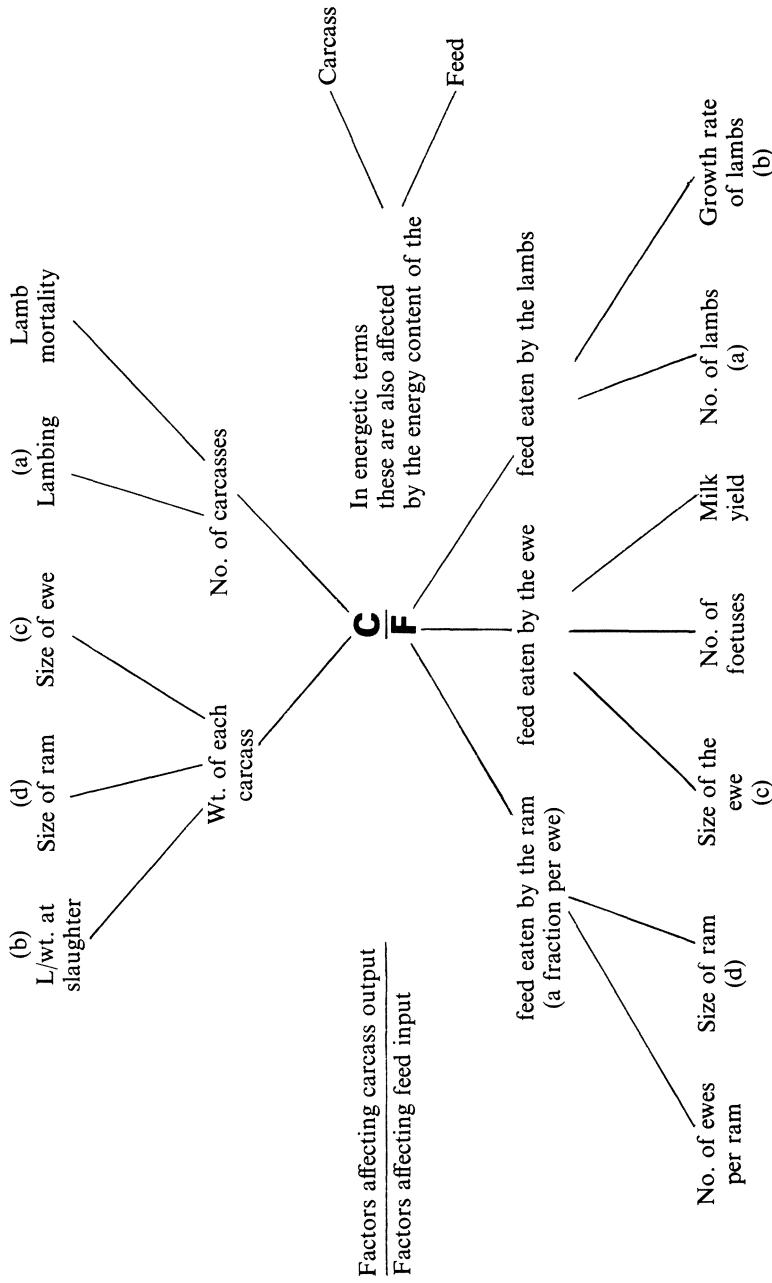 (b)
L/wt. at
slaughter
(d)
Size of ram
(c)
Size of ewe
(a)
Lambing
Lamb
mortality
Wt. of each
carcass
No. of carcasses
Factors affecting carcass output
Factors affecting feed input
C
F
In energetic terms
these are also affected
by the energy content of the
Carcass
Feed
feed eaten by the ram
(a fraction per ewe)
feed eaten by the ewe
feed eaten by the lambs
No. of ewes
per ram
Size of ram
(d)
Size of the
ewe
(c)
No. of
foetuses
Milk
yield
No. of lambs
(a)
Growth rate
of lambs
(b)